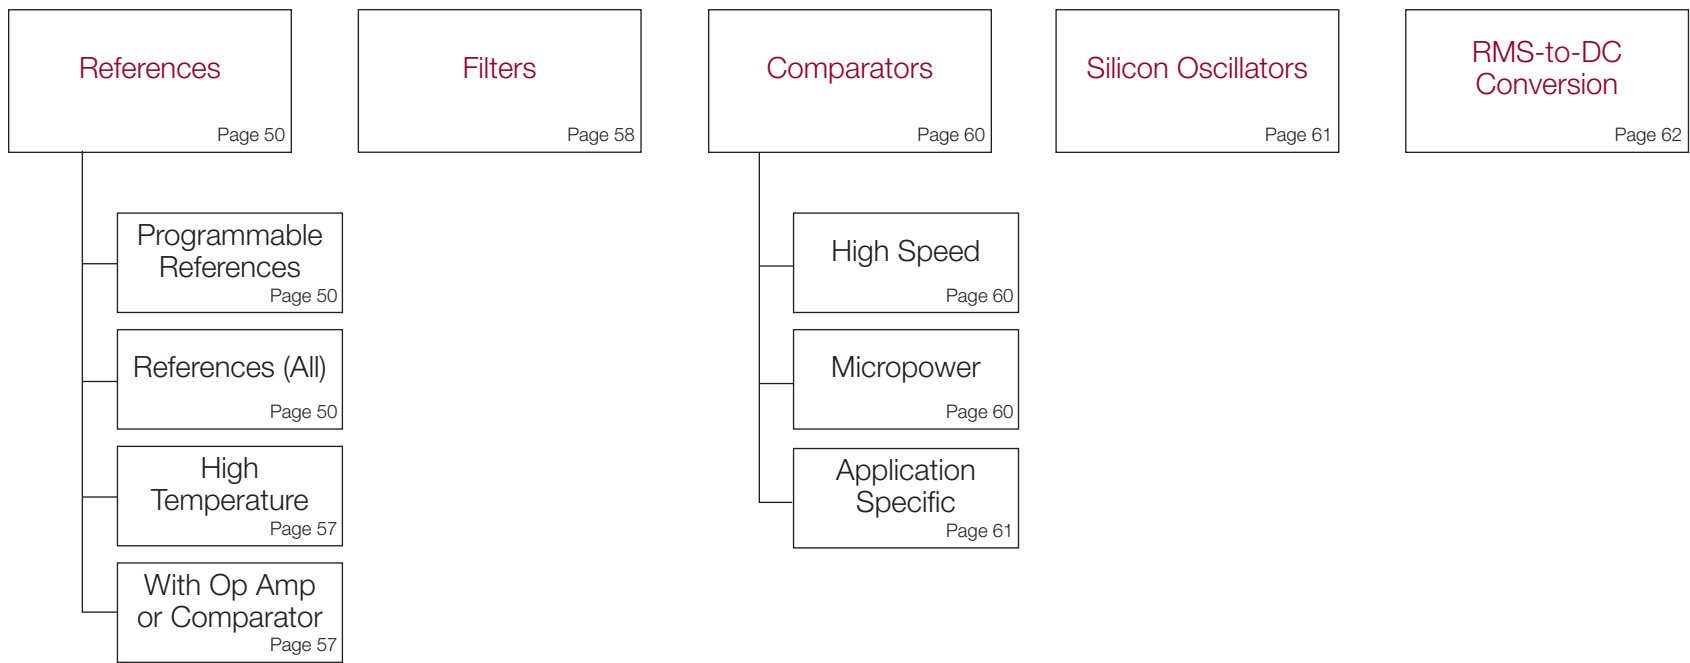 References
Page 50
Filters
Page 58
Comparators
Page 60
Silicon Oscillators
Page 61
RMS-to-DC
Conversion
Page 62
Programmable
References
Page 50
References (All)
Page 50
High
Temperature
Page 57
With Op Amp
or Comparator
Page 57
High Speed
Page 60
Micropower
Page 60
Application
Specific
Page 61